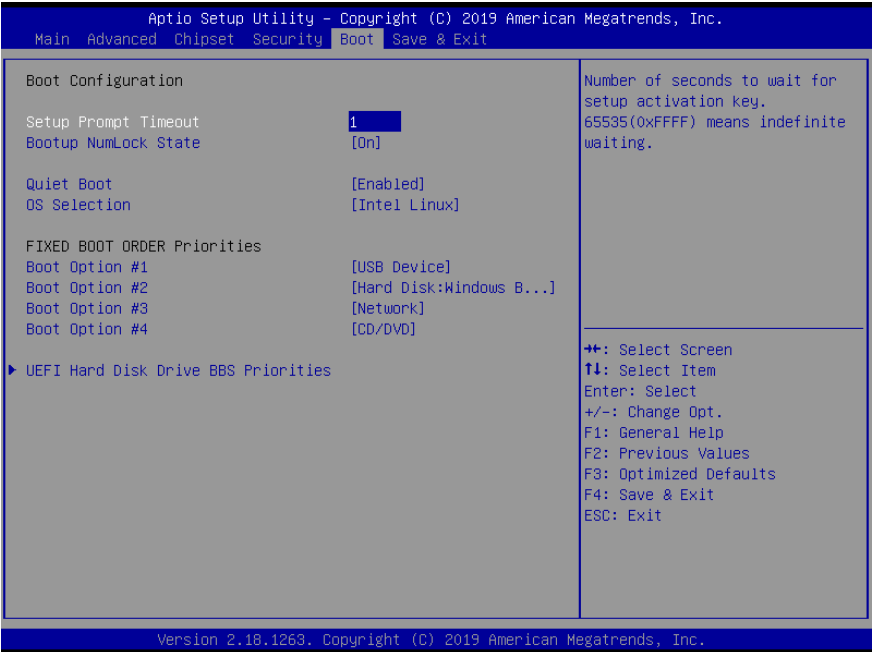 Aptio Setup Utility – Copyright (C) 2019 American Megatrends, Inc.
Main Advanced Chipset Security Boot Save & Exit
Boot Configuration
Setup Prompt Timeout 1
Bootup NumLock State [On]
Quiet Boot [Enabled]
OS Selection [Intel Linux]
FIXED BOOT ORDER Priorities
Boot Option #1 [USB Device]
Boot Option #2 [Hard Disk:Windows B...]
Boot Option #3 [Network]
Boot Option #4 [CD/DVD]
UEFI Hard Disk Drive BBS Priorities
Number of seconds to wait for
setup activation key.
65535(0xFFFF) means indefinite
waiting.
→←: Select Screen
↑↓: Select Item
Enter: Select
+/-: Change Opt.
F1: General Help
F2: Previous Values
F3: Optimized Defaults
F4: Save & Exit
ESC: Exit
Version 2.18.1263. Copyright (C) 2019 American Megatrends, Inc.